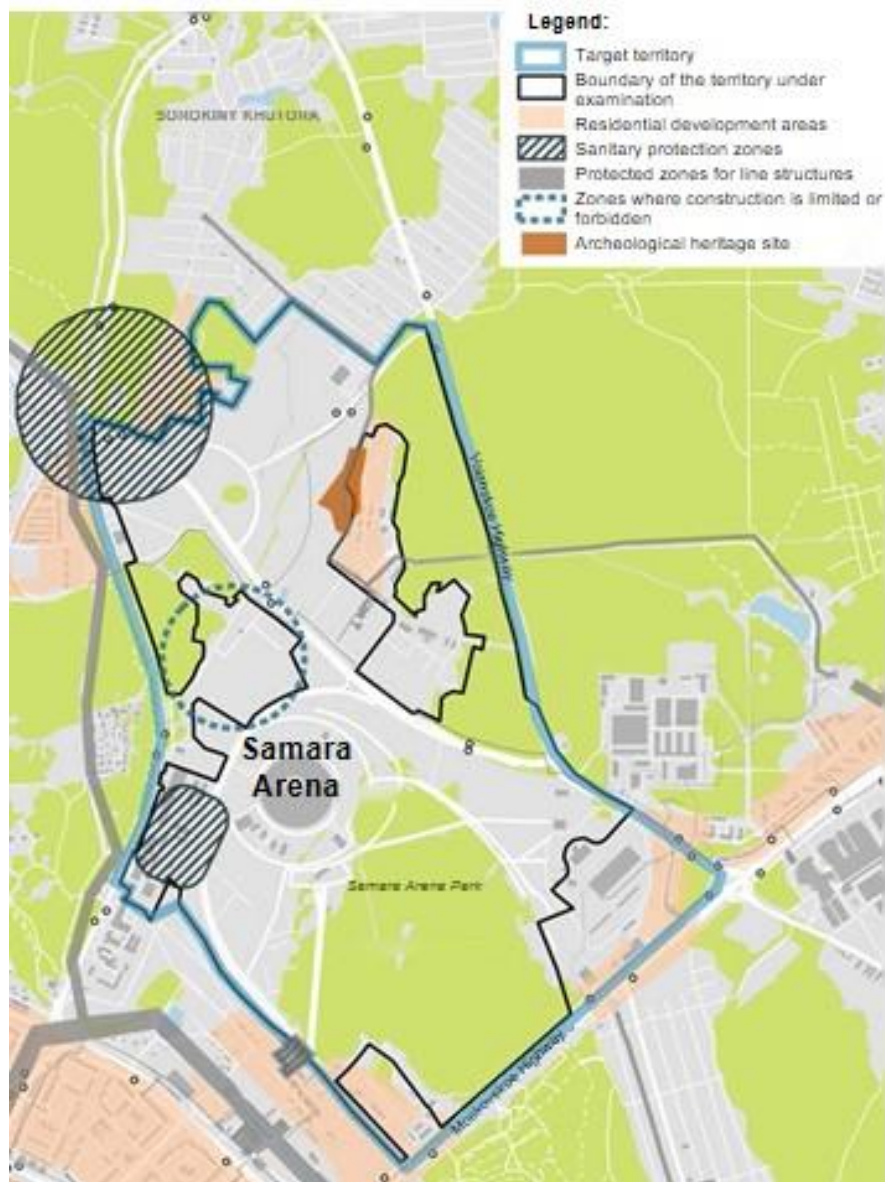 Legend:
Target territory
Boundary of the territory under
examination
Residential development areas
Sanitary protection zones
Protected zones for line structures
Zones where construction is limited or
forbidden
Archeological heritage site
SOROKINY KHUTORA
Highway
Samara
Arena
Samara Arena Park
Moskovskoe Highway